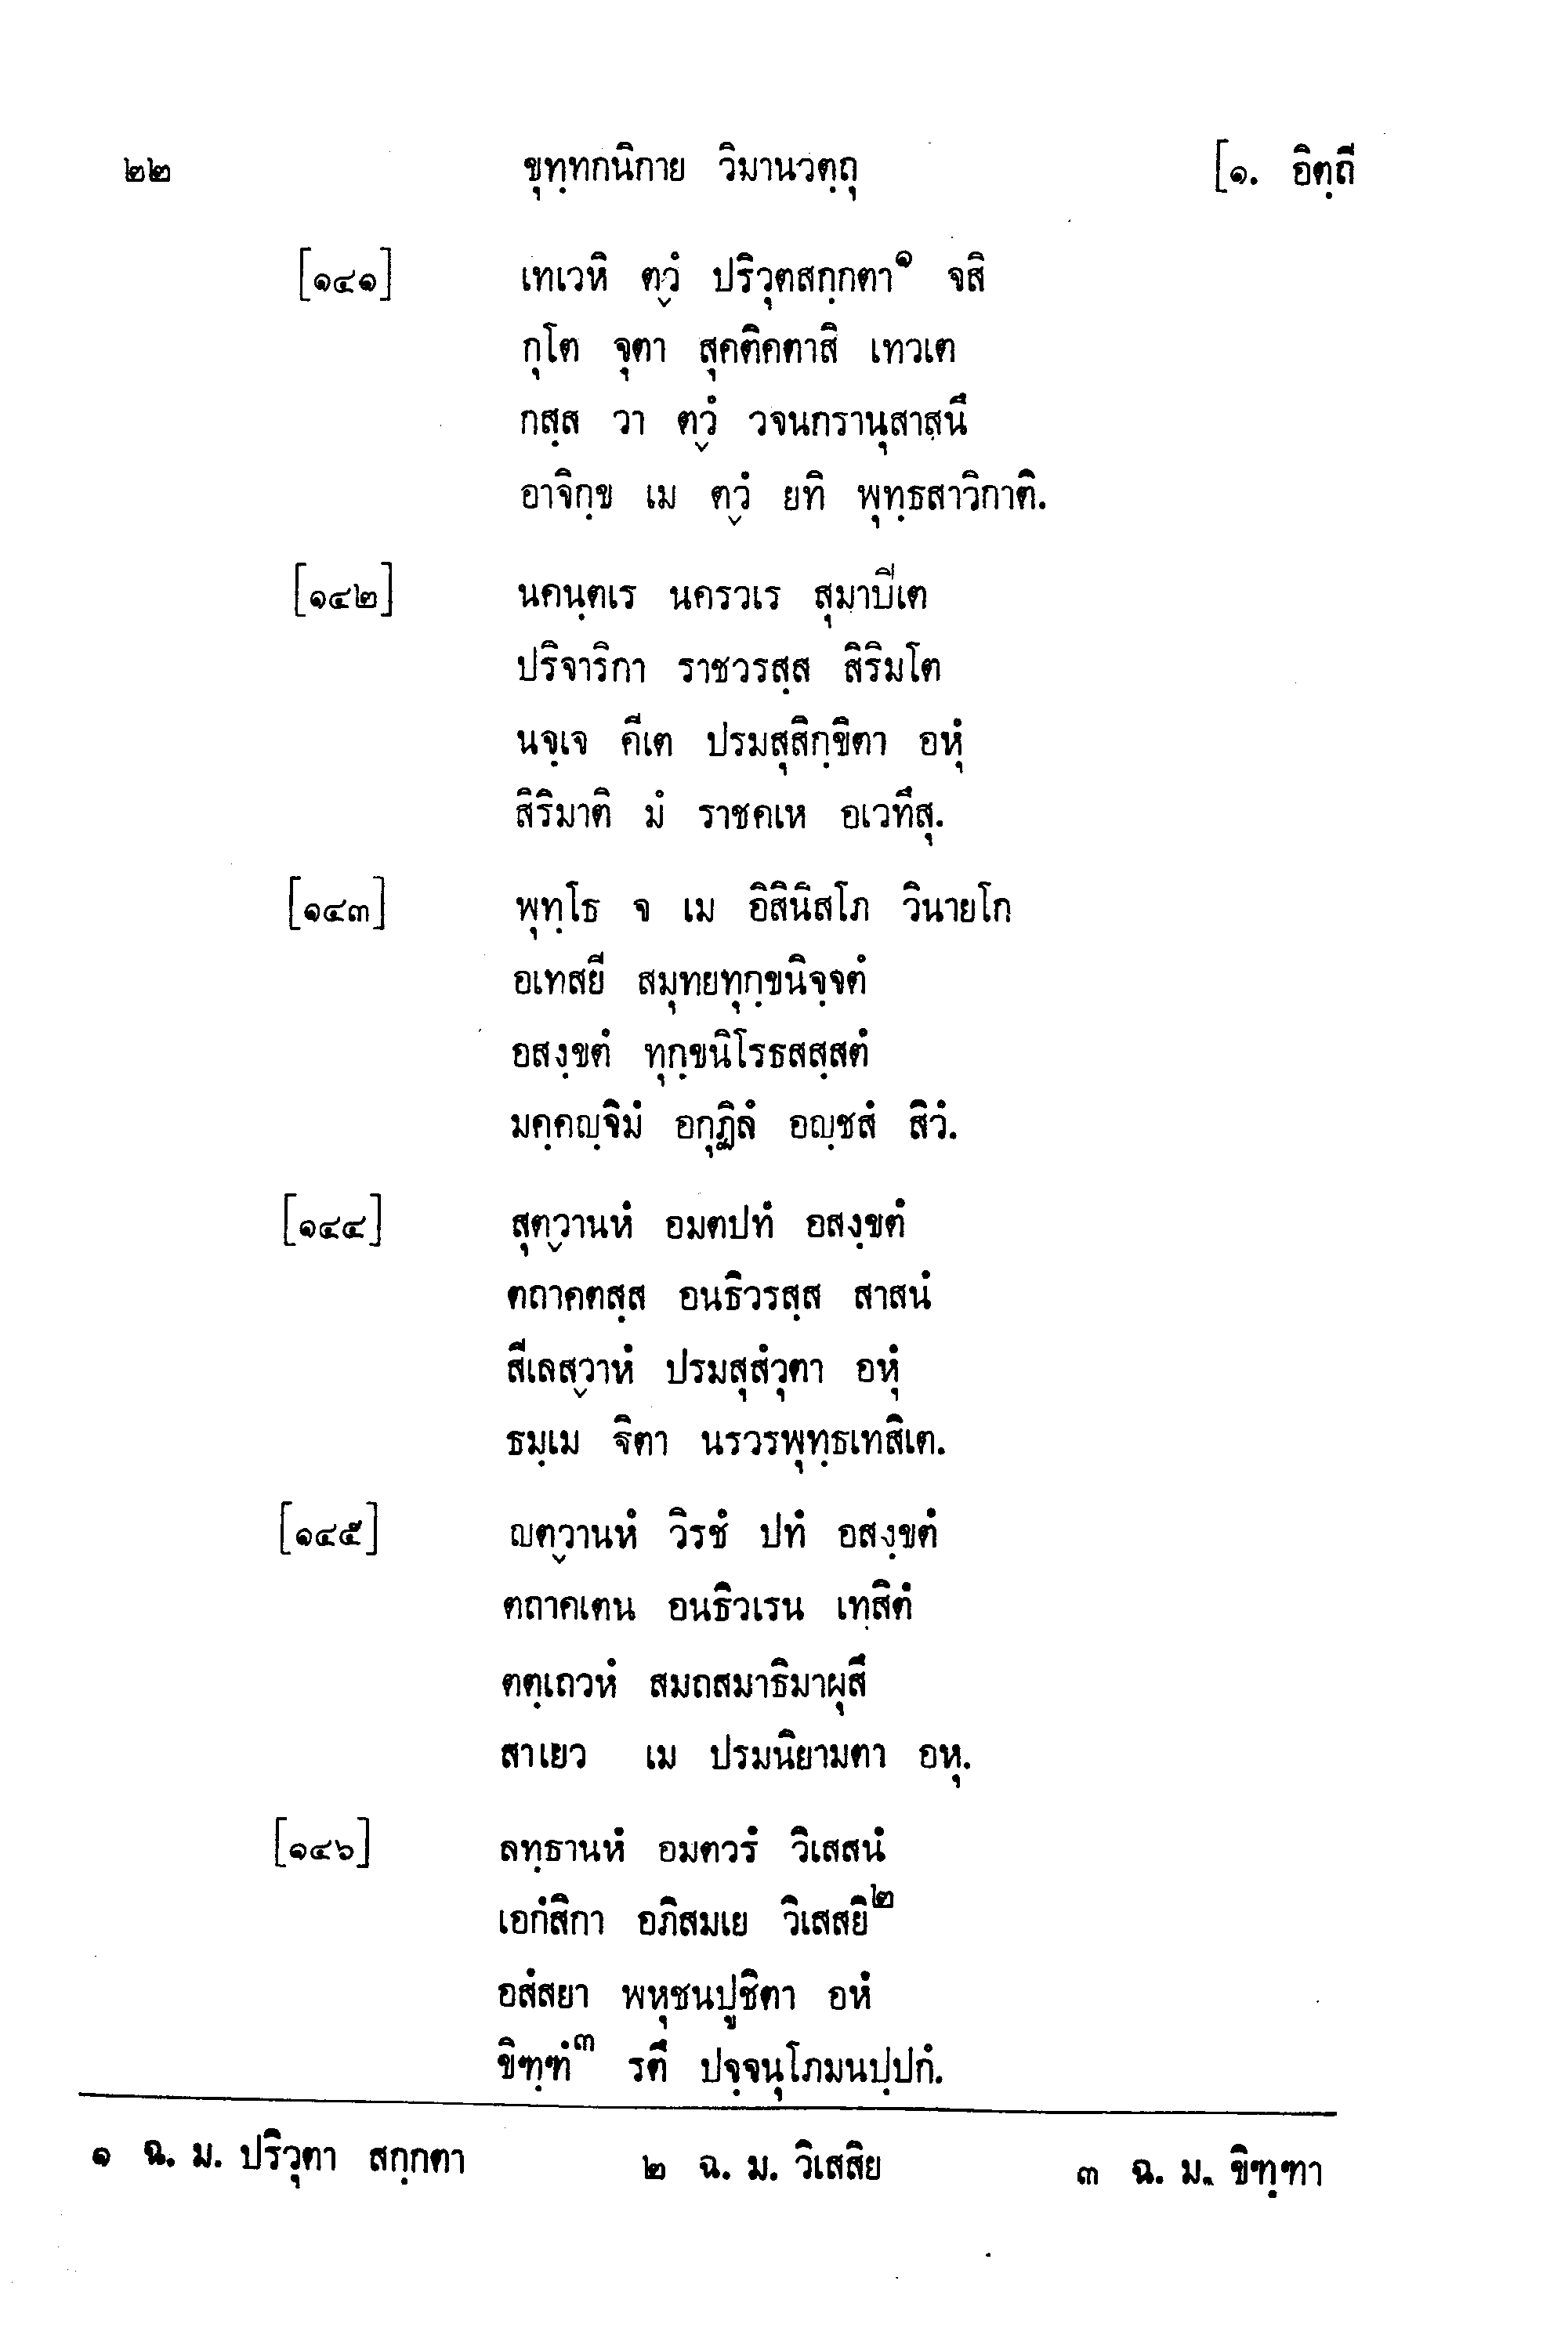 ๒๒ ขุทฺทกนิกาย วิมานวตฺถุ [๑. อิตฺถี
[๑๔๑] เทเวหิ ตฺวํ ปริวุตสกฺกตา๑ จสิ
กุโต จุตา สุคติคตาสิ เทวเต
กสฺส วา ตฺวํ วจนกรานุสาสนึ
อาจิกฺข เม ตฺวํ ยทิ พุทฺธสาวิกาติ.
[๑๔๒] นคนฺตเร นครวเร สุมาปิเต
ปริจาริกา ราชวรสฺส สิริมโต
นจฺเจ คีเต ปรมสุสิกฺขิตา อหุํ
สิริมาติ มํ ราชคเห อเวทึสุ.
[๑๔๓] พุทฺโธ จ เม อิสินิสโภ วินายโก
อเทสยี สมุทยทุกฺขนิจฺจตํ
อสงฺขตํ ทุกฺขนิโรธสสฺสตํ
มคฺคญฺจิมํ อกุฏิลํ อญฺชสํ สิวํ.
[๑๔๔] สุตฺวานหํ อมตปทํ อสงฺขตํ
ตถาคตสฺส อนธิวรสฺส สาสนํ
สีเลสฺวาหํ ปรมสุสํวุตา อหุํ
ธมฺเม ฐิตา นรวรพุทฺธเทสิเต.
[๑๔๕] ญตฺวานหํ วิรชํ ปทํ อสงฺขตํ
ตถาคเตน อนธิวเรน เทสิตํ
ตตฺเถวหํ สมถสมาธิมาผุสึ
สาเยว เม ปรมนิยามตา อหุ.
[๑๔๖] ลทฺธานหํ อมตวรํ วิเสสนํ
เอกํสิกา อภิสมเย วิเสสยิ๒
อสํสยา พหุชนปูชิตา อหํ
ขิฑฺฑํ๓ รตึ ปจฺจนุโภมนปฺปกํ.
๑ ฉ. ม. ปริวุตา สกฺกตา ๒ ฉ. ม. วิเสสิย ๓ ฉ. ม. ขิฑฺฑา